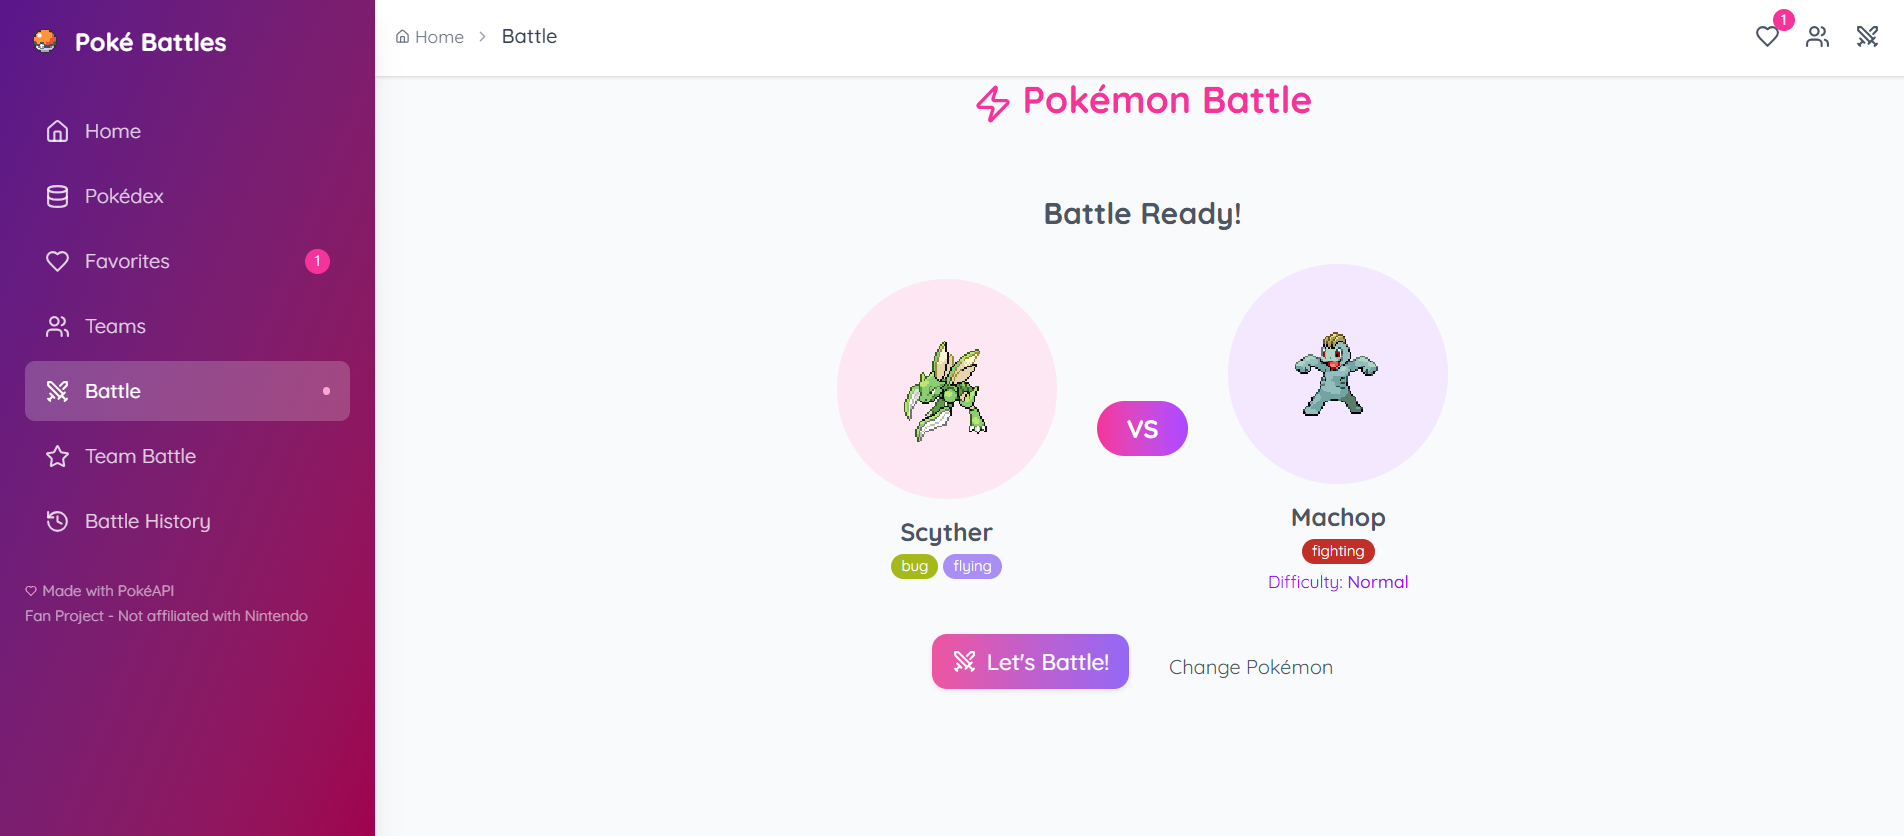 Poké Battles
Home
Pokédex
Favorites 1
Teams
Battle
Team Battle
Battle History
Made with PokéAPI
Fan Project - Not affiliated with Nintendo
Home > Battle
1
Pokémon Battle
Battle Ready!
VS
Scyther
bug flying
Machop
fighting
Difficulty: Normal
Let's Battle!
Change Pokémon